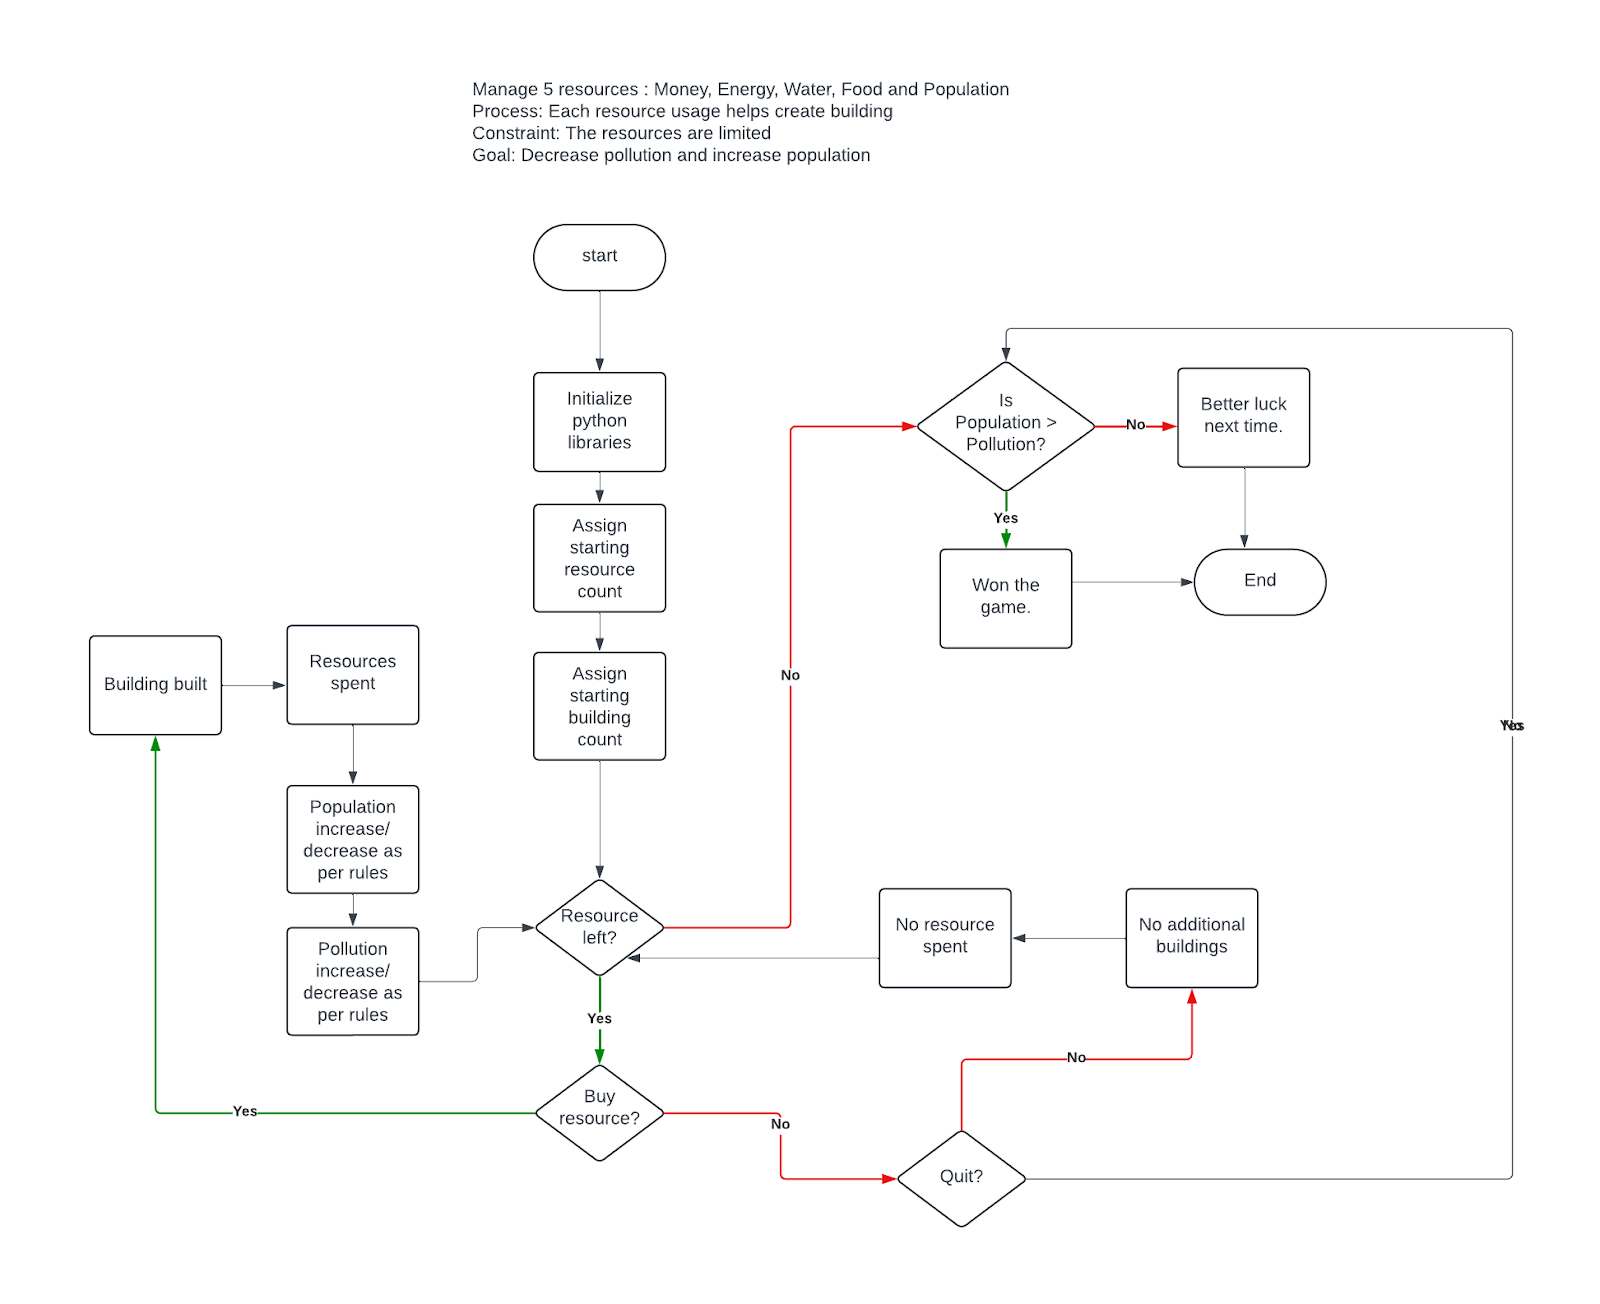 Manage 5 resources : Money, Energy, Water, Food and Population
Process: Each resource usage helps create building
Constraint: The resources are limited
Goal: Decrease pollution and increase population
start
Initialize
python
libraries
Assign
starting
resource
count
Assign
starting
building
count
Is
Population >
Pollution?
No
Better luck
next time.
Yes
Won the
game.
End
No
Building built
Resources
spent
Population
increase/
decrease as
per rules
Pollution
increase/
decrease as
per rules
Resource
left?
No resource
spent
No additional
buildings
Yes
No
Buy
resource?
Yes
No
Quit?